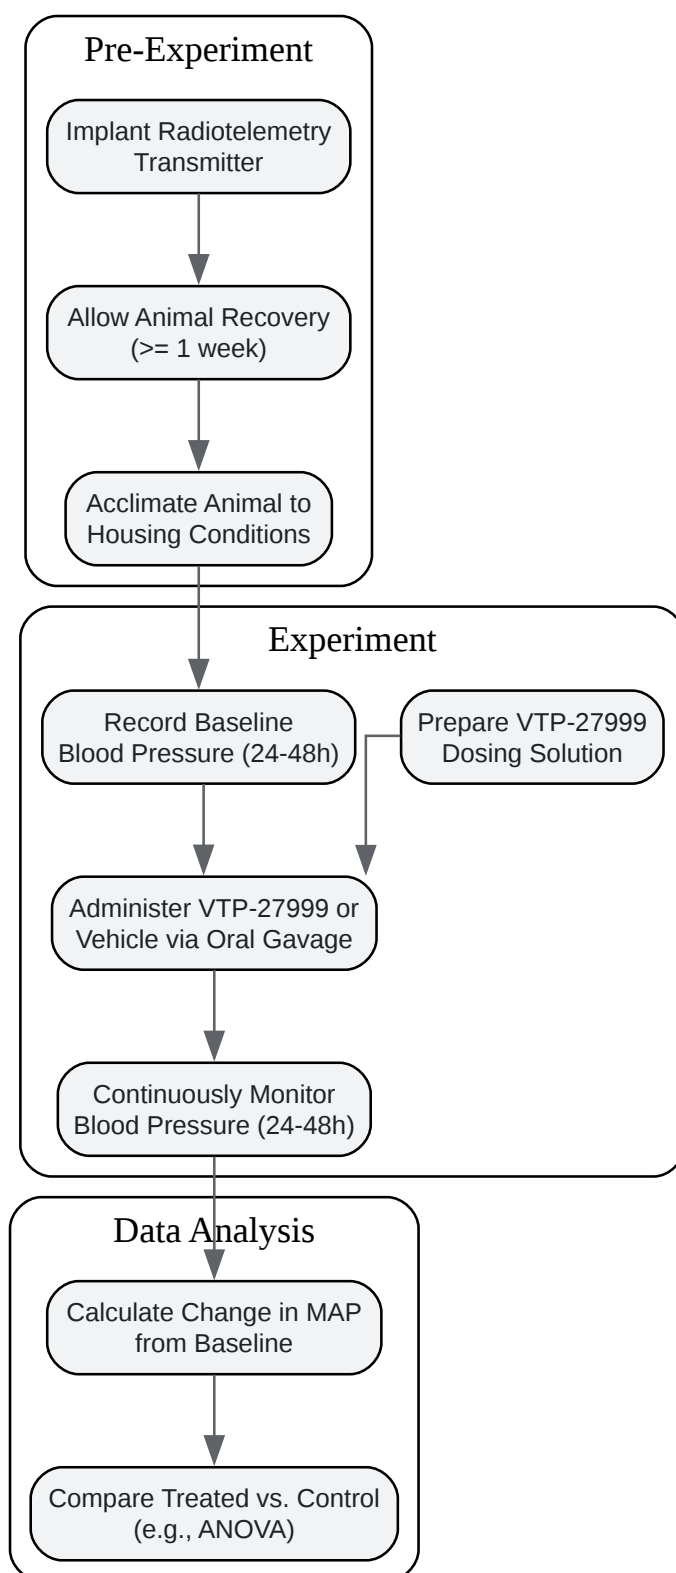 Pre-Experiment
Implant Radiotelemetry
Transmitter
Allow Animal Recovery
(>= 1 week)
Acclimate Animal to
Housing Conditions
Experiment
Record Baseline
Blood Pressure (24-48h)
Prepare VTP-27999
Dosing Solution
Administer VTP-27999 or
Vehicle via Oral Gavage
Continuously Monitor
Blood Pressure (24-48h)
Data Analysis
Calculate Change in MAP
from Baseline
Compare Treated vs. Control
(e.g., ANOVA)